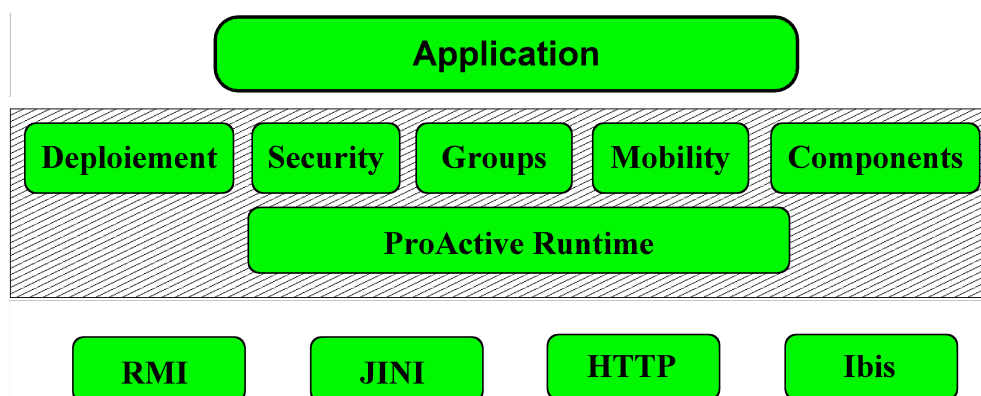 Application
Deploiement Security Groups Mobility Components
ProActive Runtime
RMI JINI HTTP Ibis